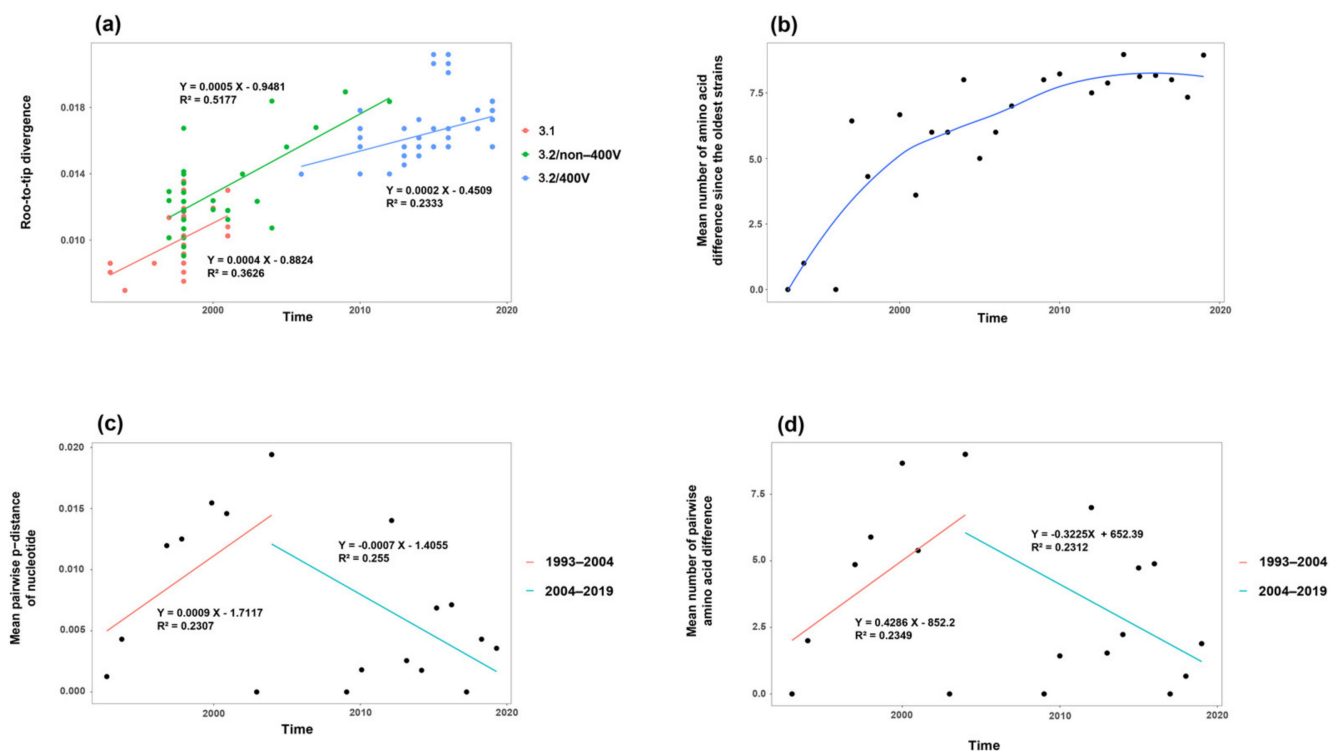 (a)
Roo-to-tip divergence
0.018
0.014
0.010
Y = 0.0005 X - 0.9481
R² = 0.5177
Y = 0.0002 X - 0.4509
R² = 0.2333
Y = 0.0004 X - 0.8824
R² = 0.3626
2000
2010
2020
Time
3.1
3.2/non–400V
3.2/400V
(b)
Mean number of amino acid
difference since the oldest strains
7.5
5.0
2.5
0.0
2000
2010
2020
Time
(c)
Mean pairwise p-distance
of nucleotide
0.020
0.015
0.010
0.005
0.000
Y = -0.0007 X - 1.4055
R² = 0.255
Y = 0.0009 X - 1.7117
R² = 0.2307
2000
2010
2020
Time
1993–2004
2004–2019
(d)
Mean number of pairwise
amino acid difference
7.5
5.0
2.5
0.0
Y = -0.3225X + 652.39
R² = 0.2312
Y = 0.4286 X - 852.2
R² = 0.2349
2000
2010
2020
Time
1993–2004
2004–2019